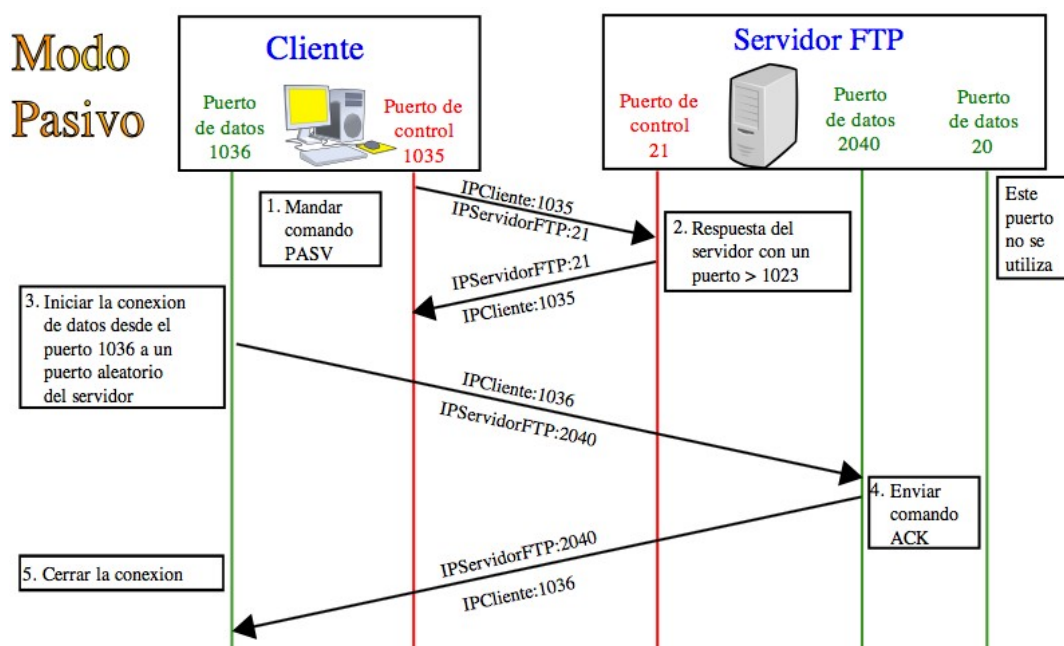 Modo
Pasivo
Cliente
Puerto
de datos
1036
Puerto de
control
1035
Servidor FTP
Puerto de
control
21
Puerto
de datos
2040
Puerto
de datos
20
1. Mandar
comando
PASV
IPCliente:1035
IPServidorFTP:21
2. Respuesta del
servidor con un
puerto > 1023
Este
puerto
no se
utiliza
IPServidorFTP:21
IPCliente:1035
3. Iniciar la conexion
de datos desde el
puerto 1036 a un
puerto aleatorio
del servidor
IPCliente:1036
IPServidorFTP:2040
4. Enviar
comando
ACK
IPServidorFTP:2040
IPCliente:1036
5. Cerrar la conexion